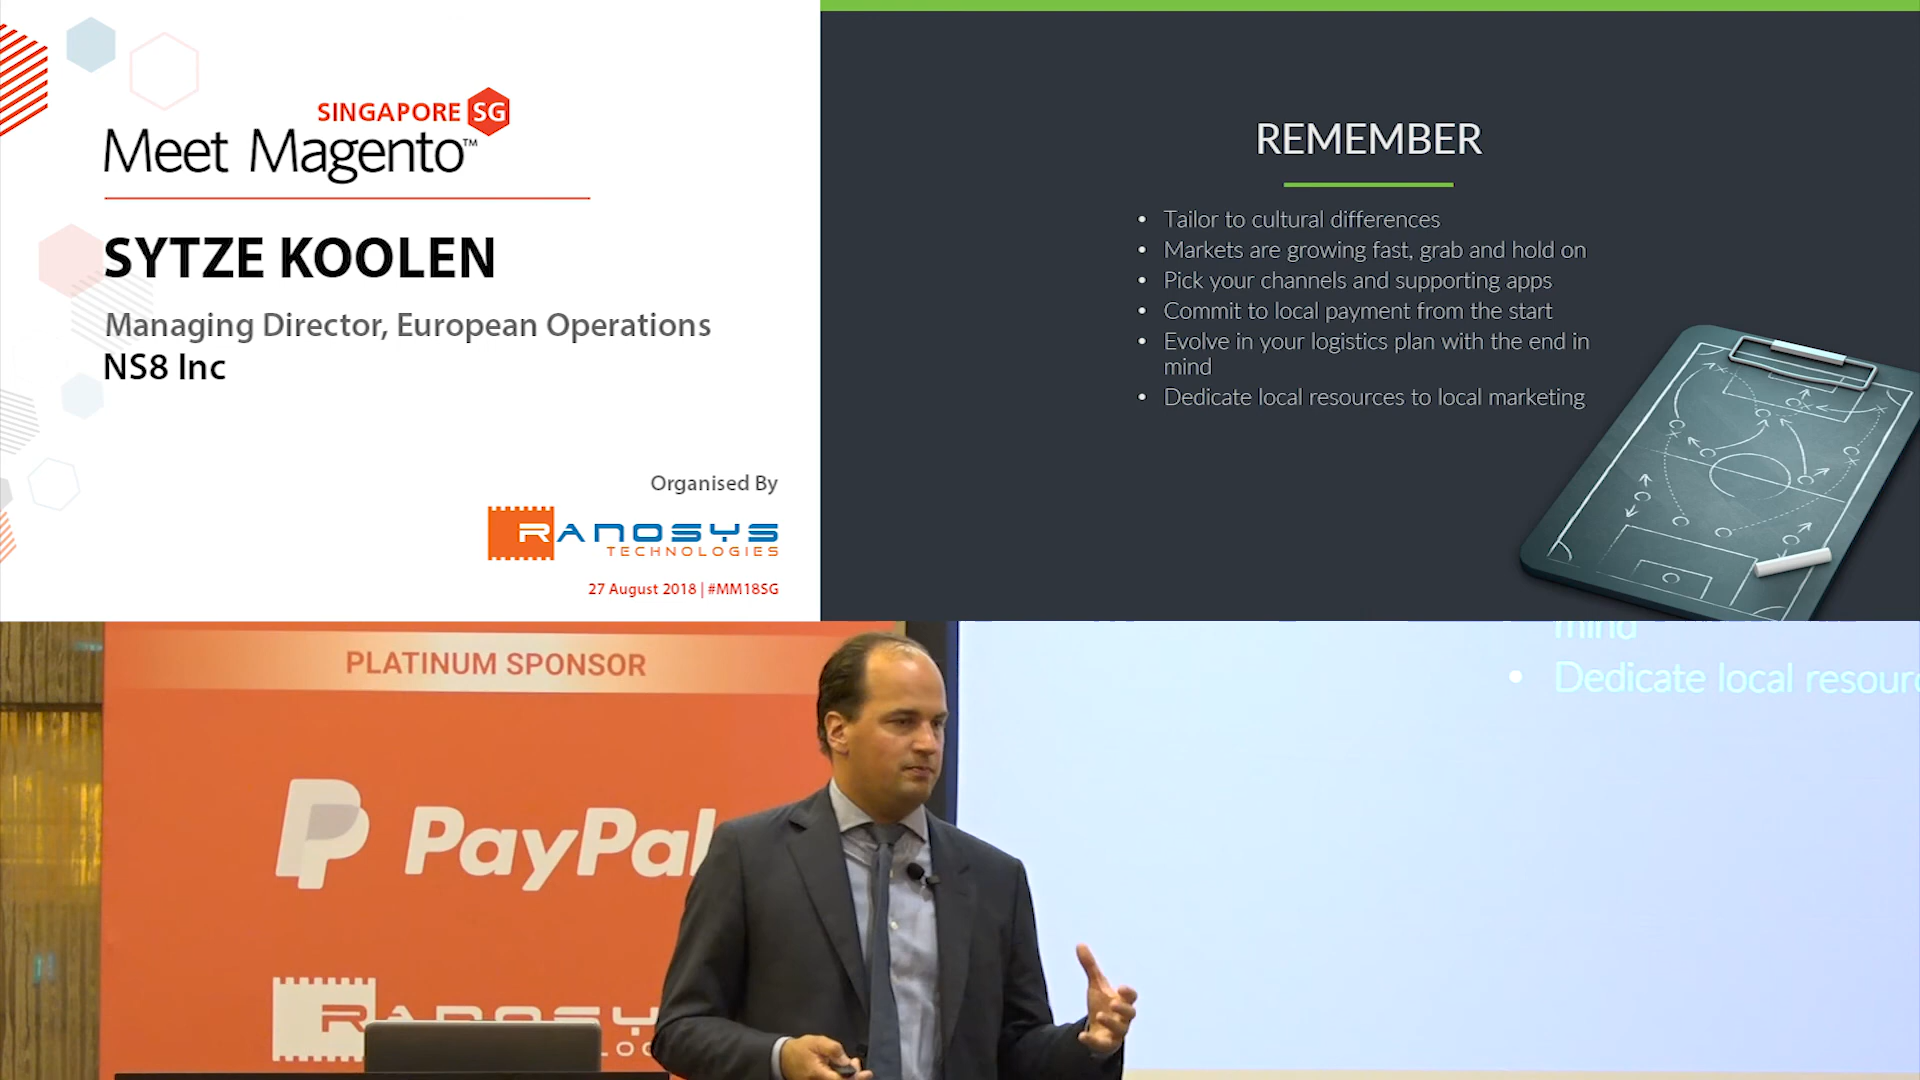 SINGAPORE SG
Meet Magento™
SYTZE KOOLEN
Managing Director, European Operations
NS8 Inc
Organised By
RANOSYS
TECHNOLOGIES
27 August 2018 | #MM18SG
REMEMBER
• Tailor to cultural differences
• Markets are growing fast, grab and hold on
• Pick your channels and supporting apps
• Commit to local payment from the start
• Evolve in your logistics plan with the end in
mind
• Dedicate local resources to local marketing
PLATINUM SPONSOR
PayPal
RANOSY
LOG
mind
• Dedicate local resourc